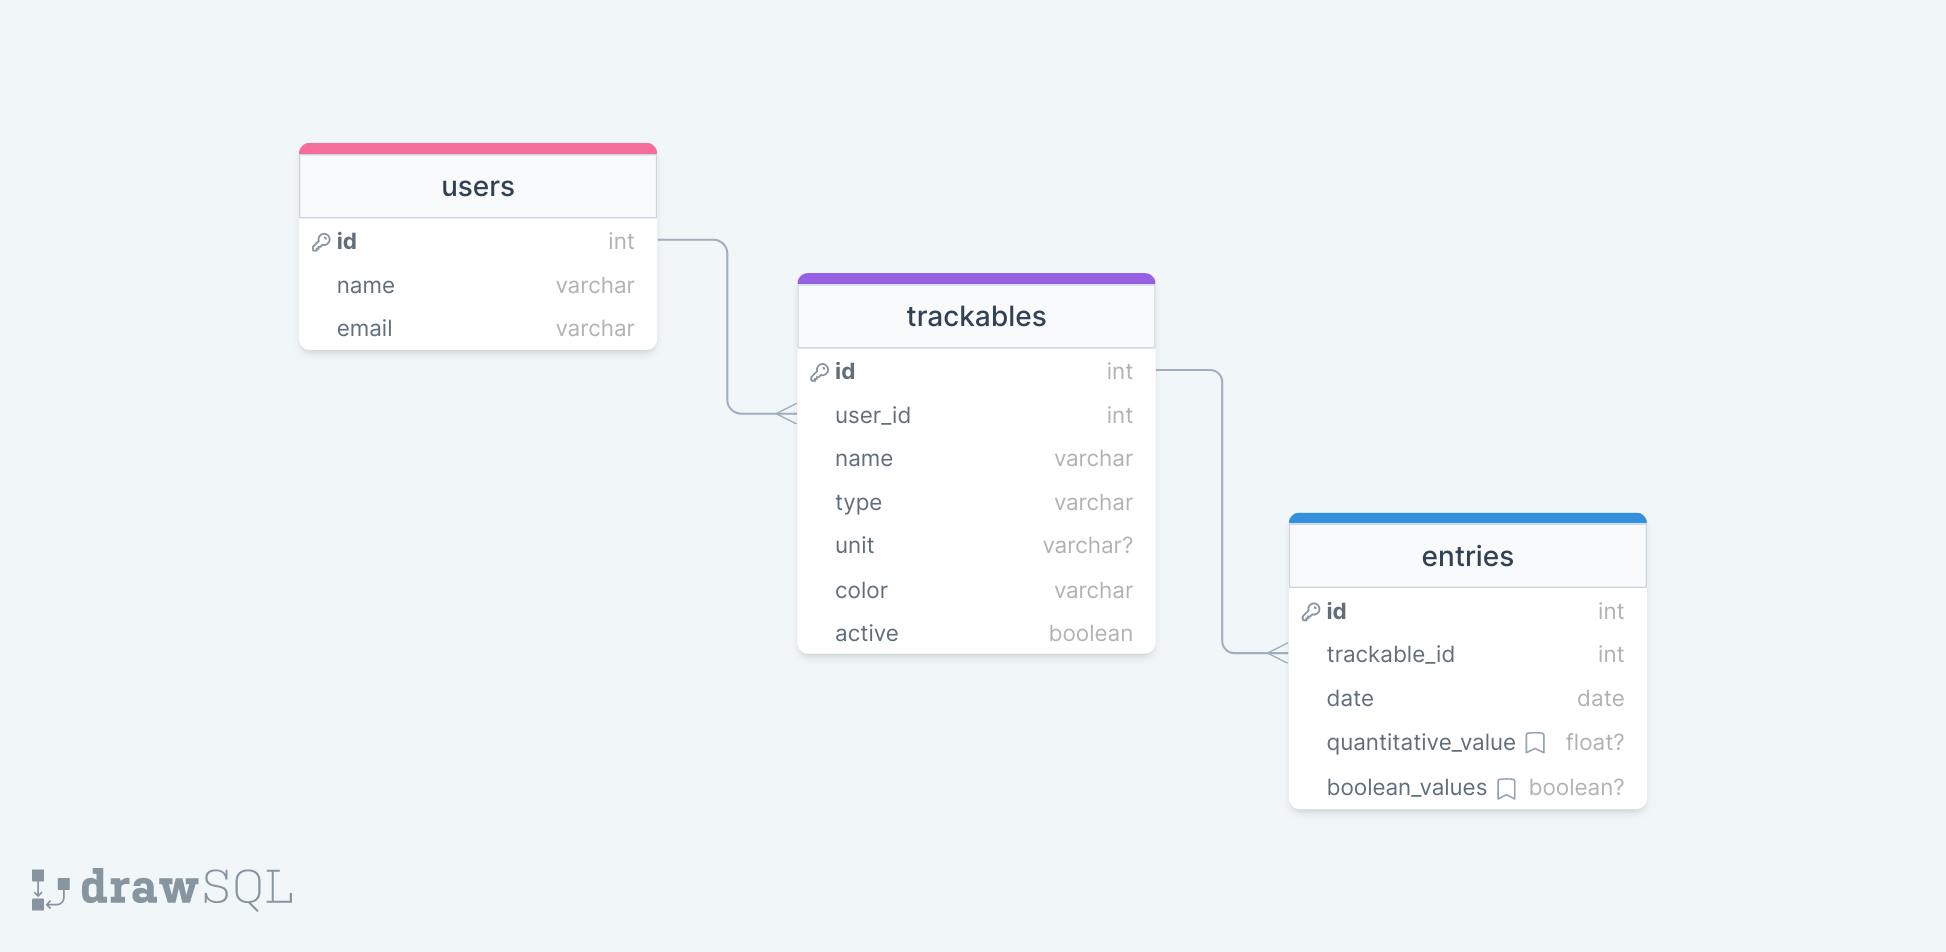 users
id int
name varchar
email varchar
trackables
id int
user_id int
name varchar
type varchar
unit varchar?
color varchar
active boolean
entries
id int
trackable_id int
date date
quantitative_value float?
boolean_values boolean?
drawSQL